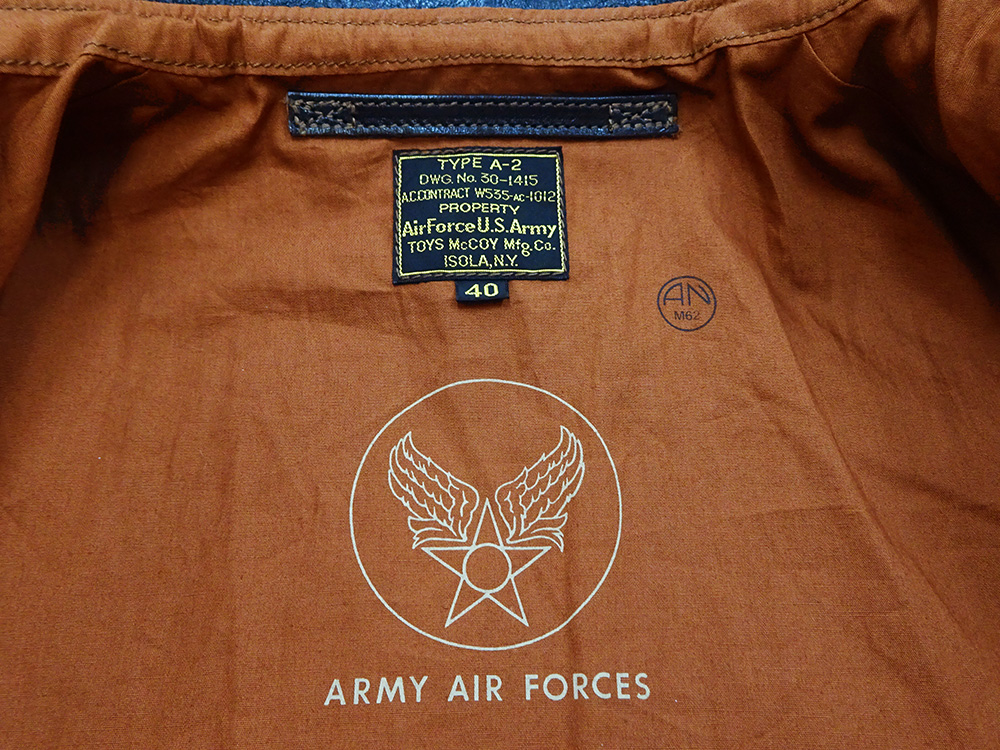 TYPE A-2
DWG. No. 30-1415
A.C.CONTRACT W535-AC-1012
PROPERTY
AirForce U.S.Army
TOYS McCOY Mfg.Co.
ISOLA, N.Y.
40
AN
M62
ARMY AIR FORCES